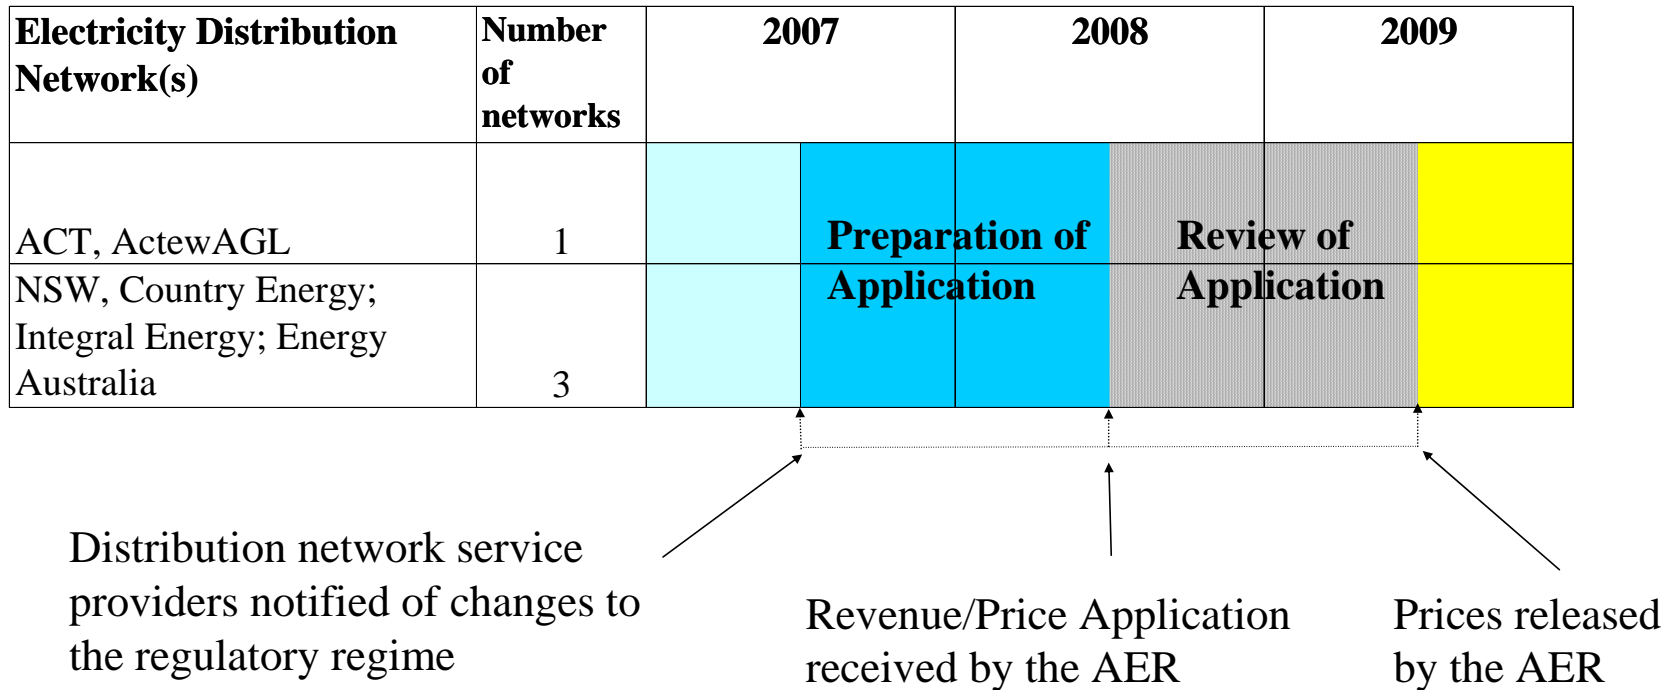 Electricity Distribution
Network(s)
Number
of
networks
2007
2008
2009
ACT, ActewAGL
1
Preparation of
Application
Review of
Application
NSW, Country Energy;
Integral Energy; Energy
Australia
3
Distribution network service
providers notified of changes to
the regulatory regime
Revenue/Price Application
received by the AER
Prices released
by the AER